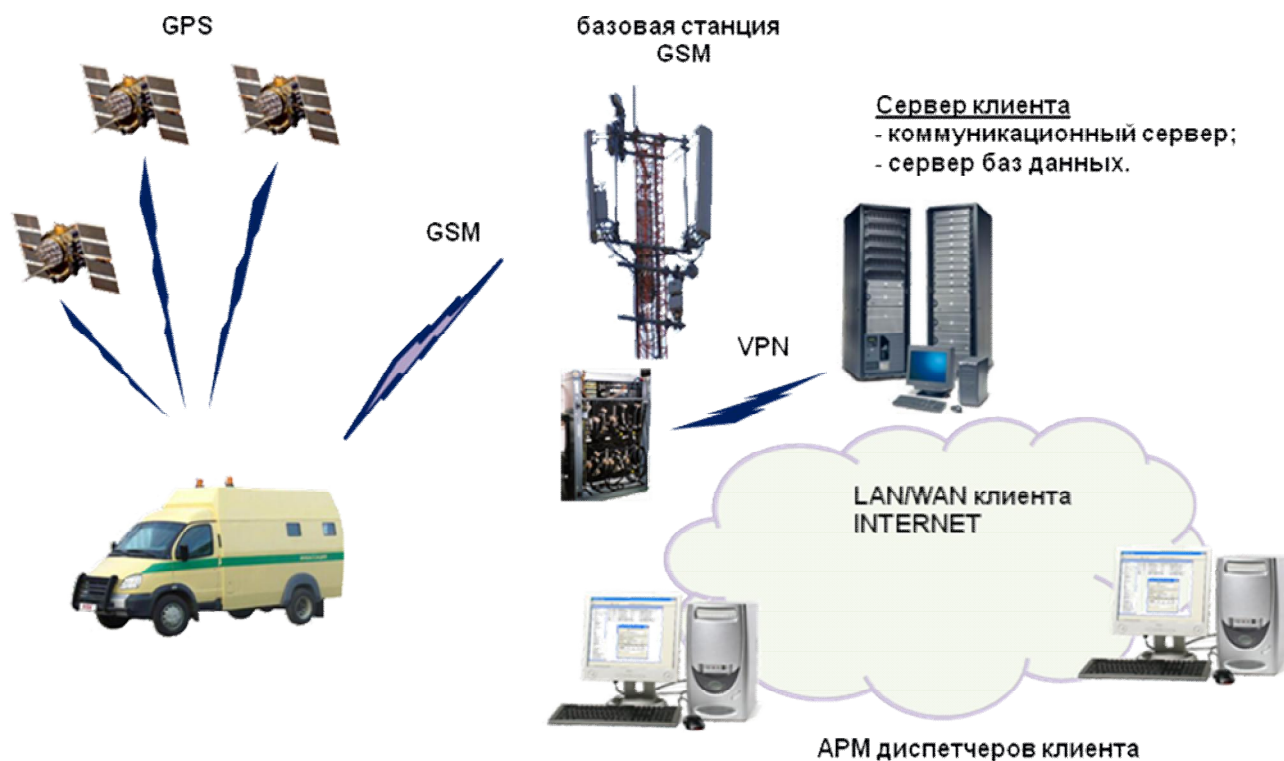 GPS
базовая станция
GSM
Сервер клиента
- коммуникационный сервер;
- сервер баз данных.
GSM
VPN
LAN/WAN клиента
INTERNET
АРМ диспетчеров клиента